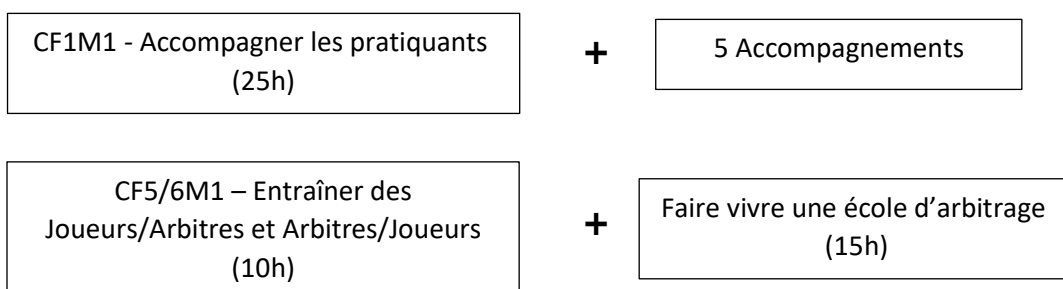 CF1M1 - Accompagner les pratiquants
(25h)
+
5 Accompagnements
CF5/6M1 – Entraîner des
Joueurs/Arbitres et Arbitres/Joueurs
(10h)
+
Faire vivre une école d’arbitrage
(15h)